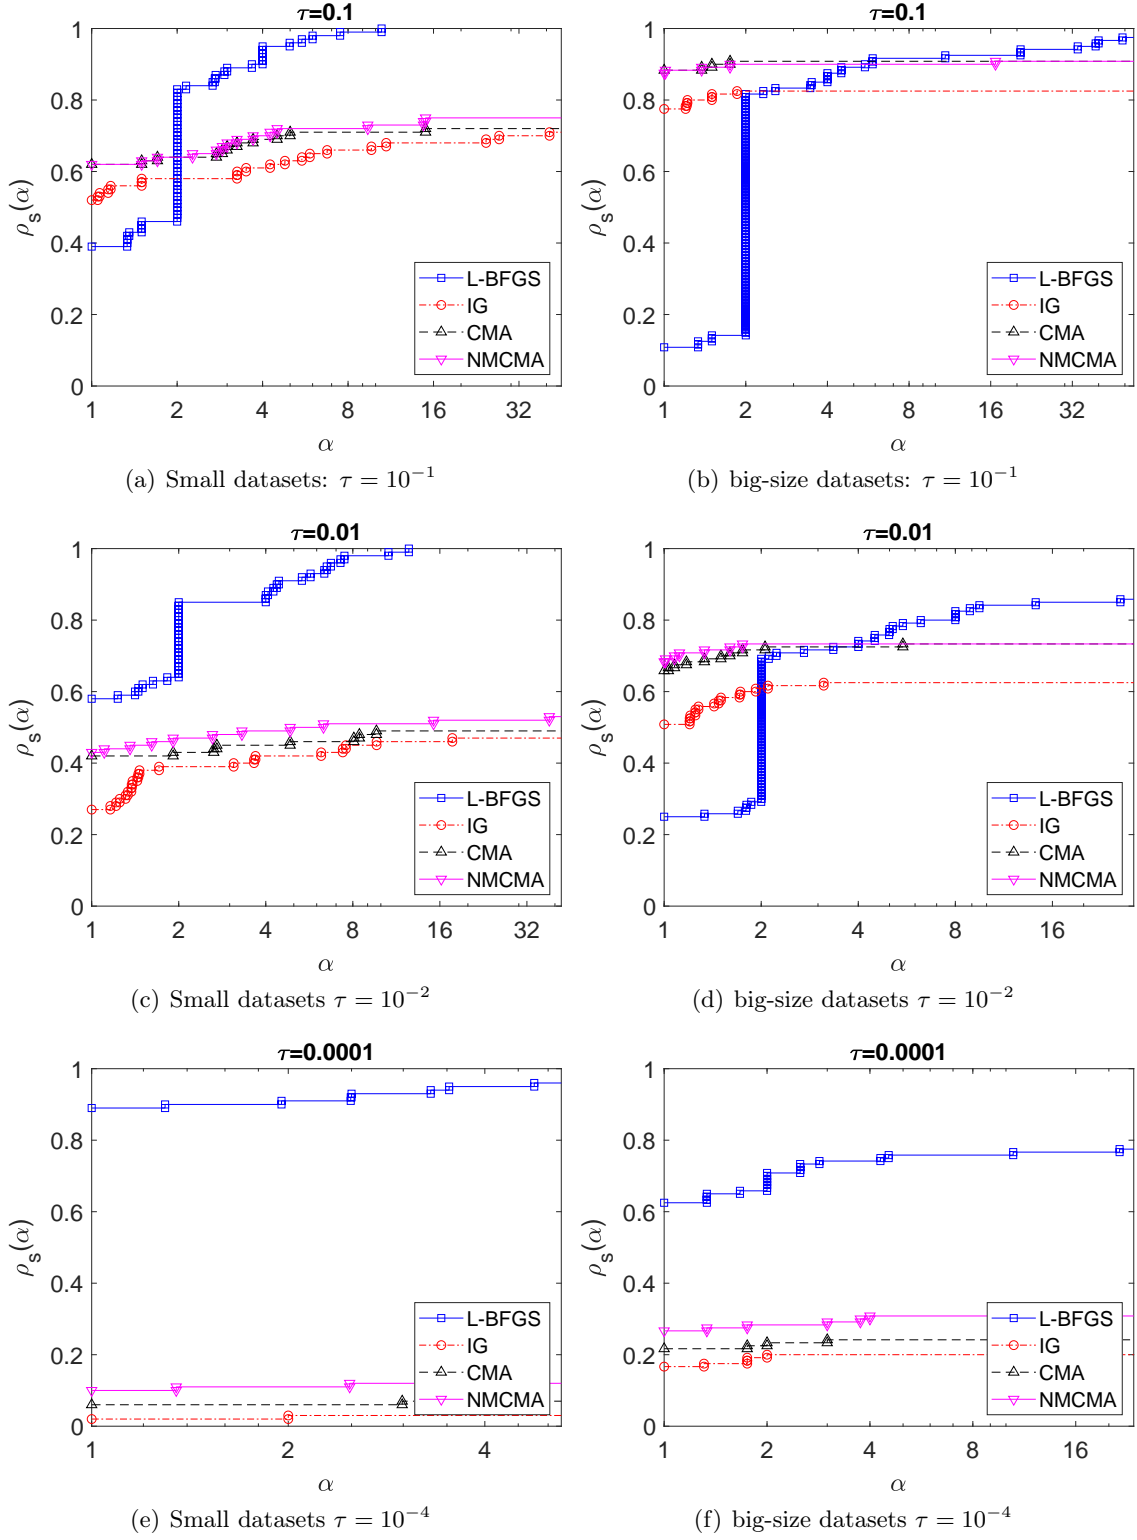 τ=0.1
ρs(α)
1
0.8
0.6
0.4
0.2
0
1 2 4 8 16 32
α
L-BFGS
IG
CMA
NMCMA
(a) Small datasets: τ = 10−1
τ=0.1
ρs(α)
1
0.8
0.6
0.4
0.2
0
1 2 4 8 16 32
α
L-BFGS
IG
CMA
NMCMA
(b) big-size datasets: τ = 10−1
τ=0.01
ρs(α)
1
0.8
0.6
0.4
0.2
0
1 2 4 8 16 32
α
L-BFGS
IG
CMA
NMCMA
(c) Small datasets τ = 10−2
τ=0.01
ρs(α)
1
0.8
0.6
0.4
0.2
0
1 2 4 8 16
α
L-BFGS
IG
CMA
NMCMA
(d) big-size datasets τ = 10−2
τ=0.0001
ρs(α)
1
0.8
0.6
0.4
0.2
0
1 2 4
α
L-BFGS
IG
CMA
NMCMA
(e) Small datasets τ = 10−4
τ=0.0001
ρs(α)
1
0.8
0.6
0.4
0.2
0
1 2 4 8 16
α
L-BFGS
IG
CMA
NMCMA
(f) big-size datasets τ = 10−4